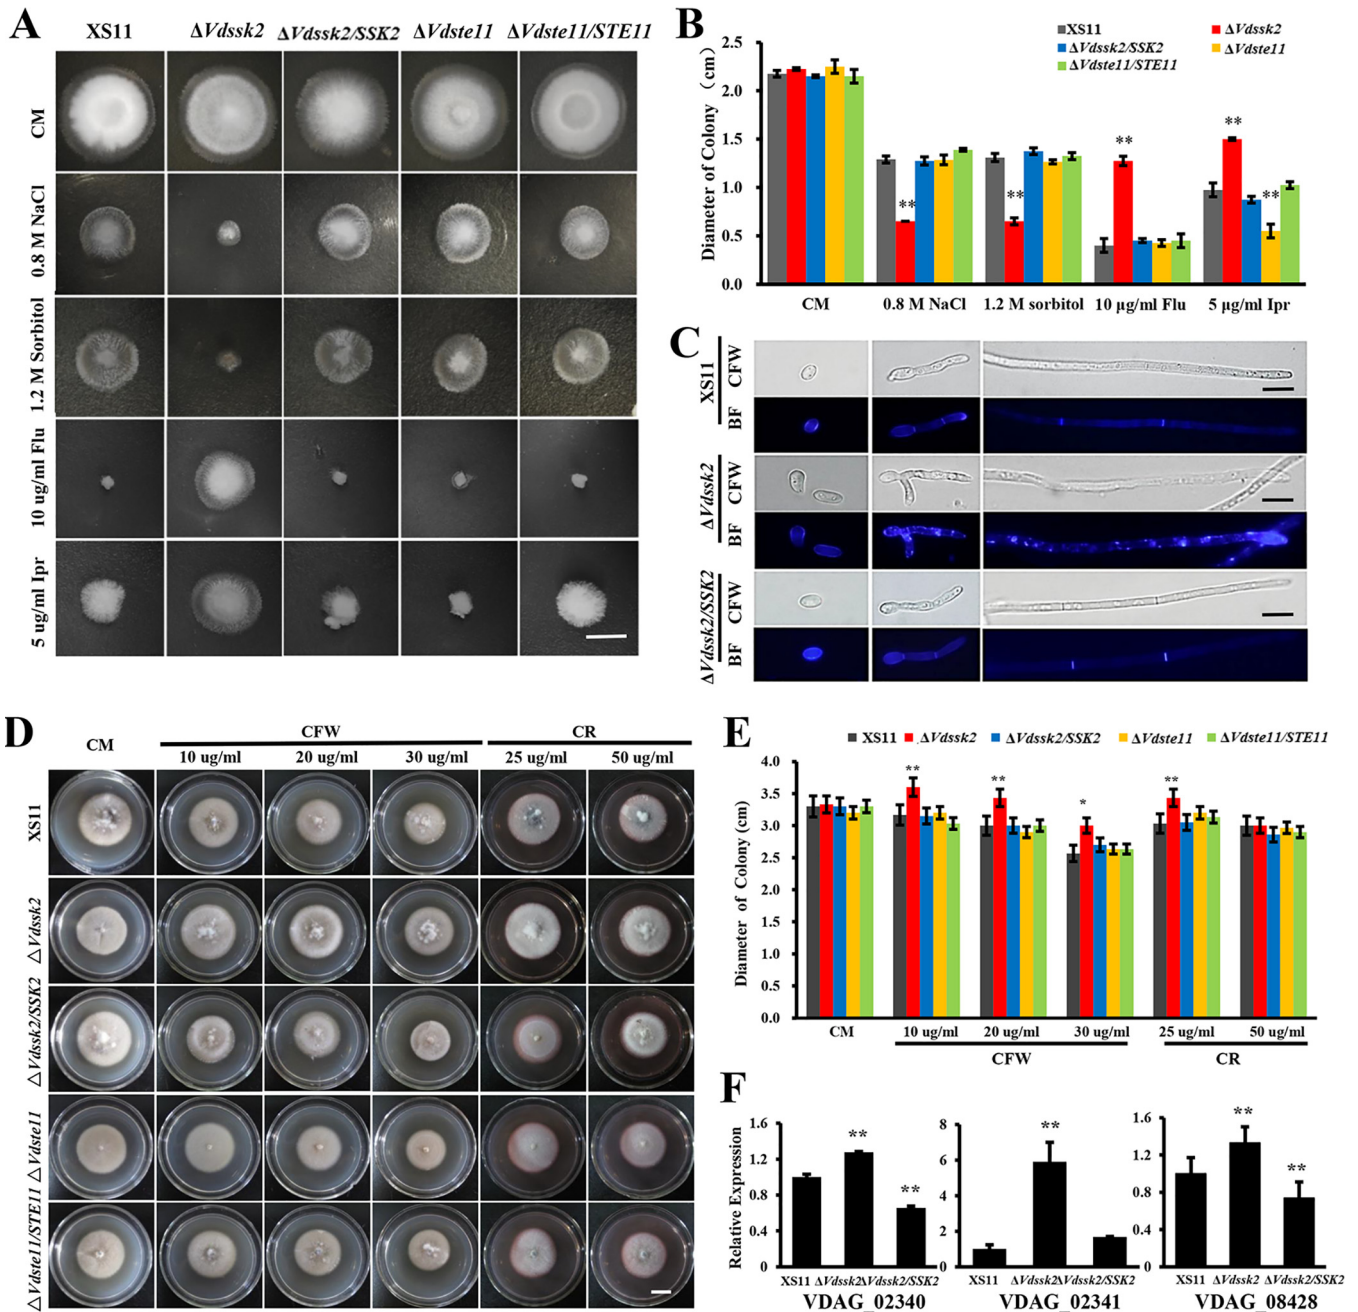 A
XS11 ΔVdssk2 ΔVdssk2/SSK2 ΔVdste11 ΔVdste11/STE11
CM
0.8 M NaCl
1.2 M Sorbitol
10 ug/ml Flu
5 ug/ml Ipr
B
XS11 ΔVdssk2
ΔVdssk2/SSK2 ΔVdste11
ΔVdste11/STE11
Diameter of Colony (cm)
2.5
2.0
1.5
1.0
0.5
0.0
** ** ** ** **
CM 0.8 M NaCl 1.2 M sorbitol 10 μg/ml Flu 5 μg/ml Ipr
C
XS11
CFW
BF
ΔVdssk2
CFW
BF
ΔVdssk2/SSK2
CFW
BF
D
CM CFW CR
10 ug/ml 20 ug/ml 30 ug/ml 25 ug/ml 50 ug/ml
XS11
△Vdssk2
△Vdssk2/SSK2
△Vdste11
△Vdste11/STE11
E
XS11 ΔVdssk2 ΔVdssk2/SSK2 ΔVdste11 ΔVdste11/STE11
Diameter of Colony (cm)
4.0
3.5
3.0
2.5
2.0
1.5
1.0
0.5
0.0
** ** * **
CM 10 ug/ml 20 ug/ml 30 ug/ml 25 ug/ml 50 ug/ml
CFW CR
F
Relative Expression
1.6
1.2
0.8
0.4
0
** **
XS11 ΔVdssk2 ΔVdssk2/SSK2
VDAG_02340
8
6
4
2
0
**
XS11 ΔVdssk2 ΔVdssk2/SSK2
VDAG_02341
1.6
1.2
0.8
0.4
0
** **
XS11 ΔVdssk2 ΔVdssk2/SSK2
VDAG_08428